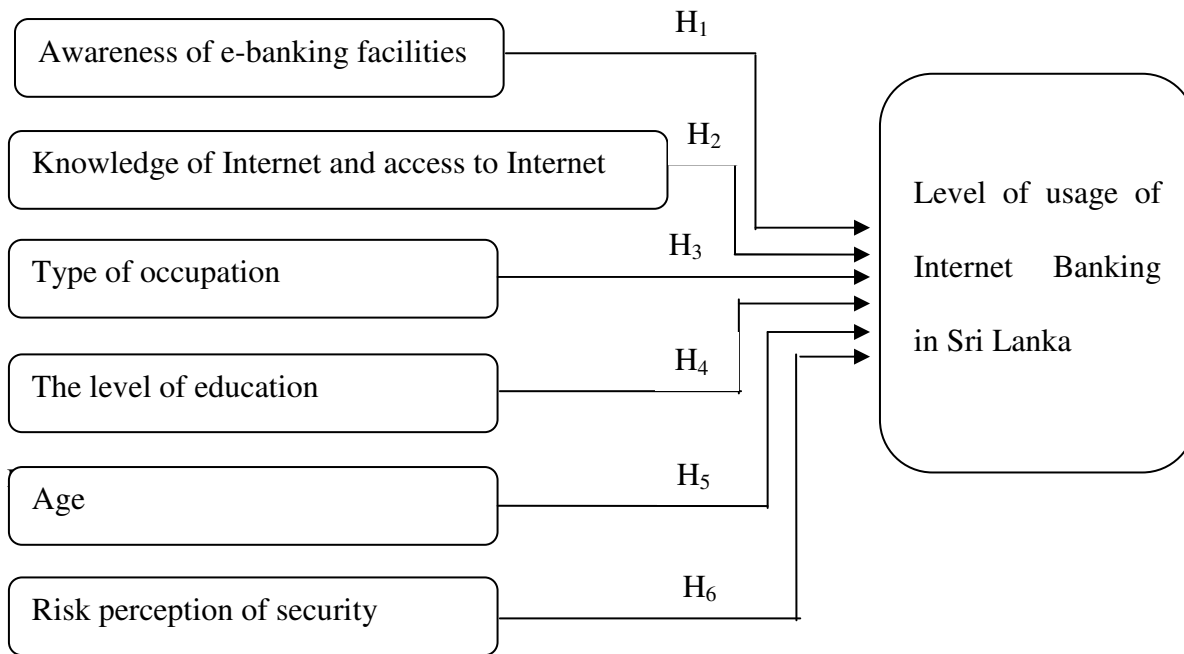 Awareness of e-banking facilities
H₁
Knowledge of Internet and access to Internet
H₂
Type of occupation
H₃
The level of education
H₄
Age
H₅
Risk perception of security
H₆
Level of usage of
Internet Banking
in Sri Lanka